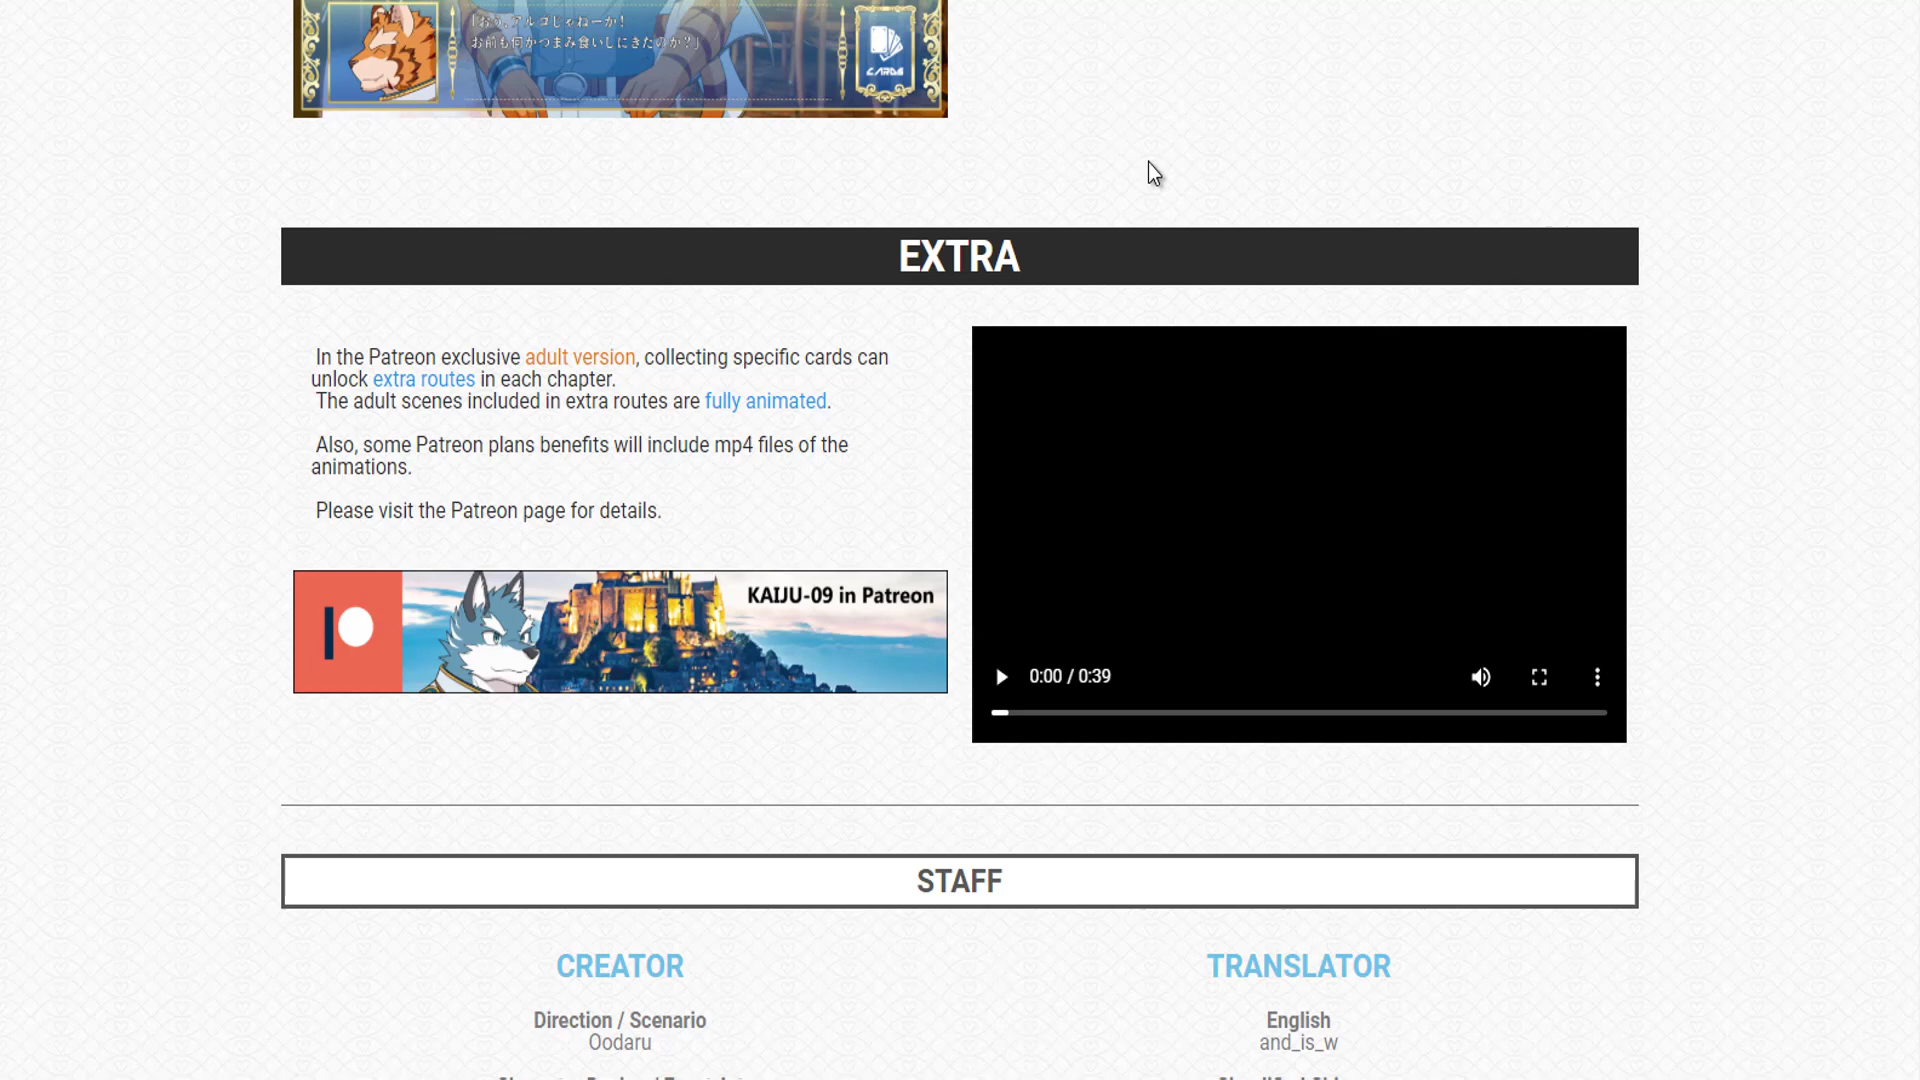 「おぅ、アルコじゃねーか!
お前も何かつまみ食いしにきたのか?」
CARDS
EXTRA
In the Patreon exclusive adult version, collecting specific cards can
unlock extra routes in each chapter.
The adult scenes included in extra routes are fully animated.
Also, some Patreon plans benefits will include mp4 files of the
animations.
Please visit the Patreon page for details.
KAIJU-09 in Patreon
0:00 / 0:39
STAFF
CREATOR
Direction / Scenario
Oodaru
TRANSLATOR
English
and_is_w